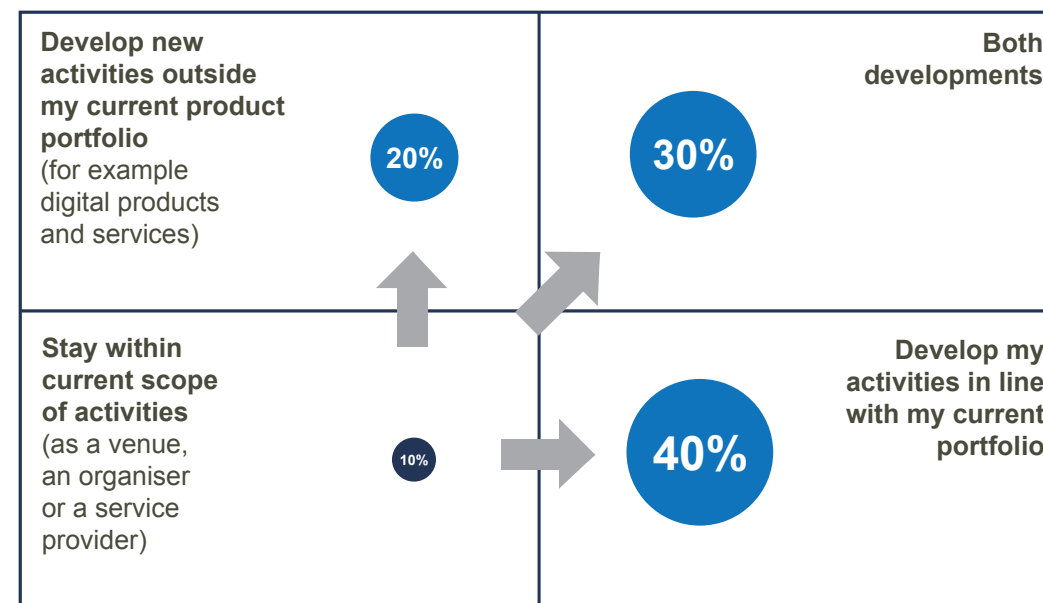 Develop new
activities outside
my current product
portfolio
(for example
digital products
and services)
20%
Both
developments
30%
Stay within
current scope
of activities
(as a venue,
an organiser
or a service
provider)
10%
Develop my
activities in line
with my current
portfolio
40%